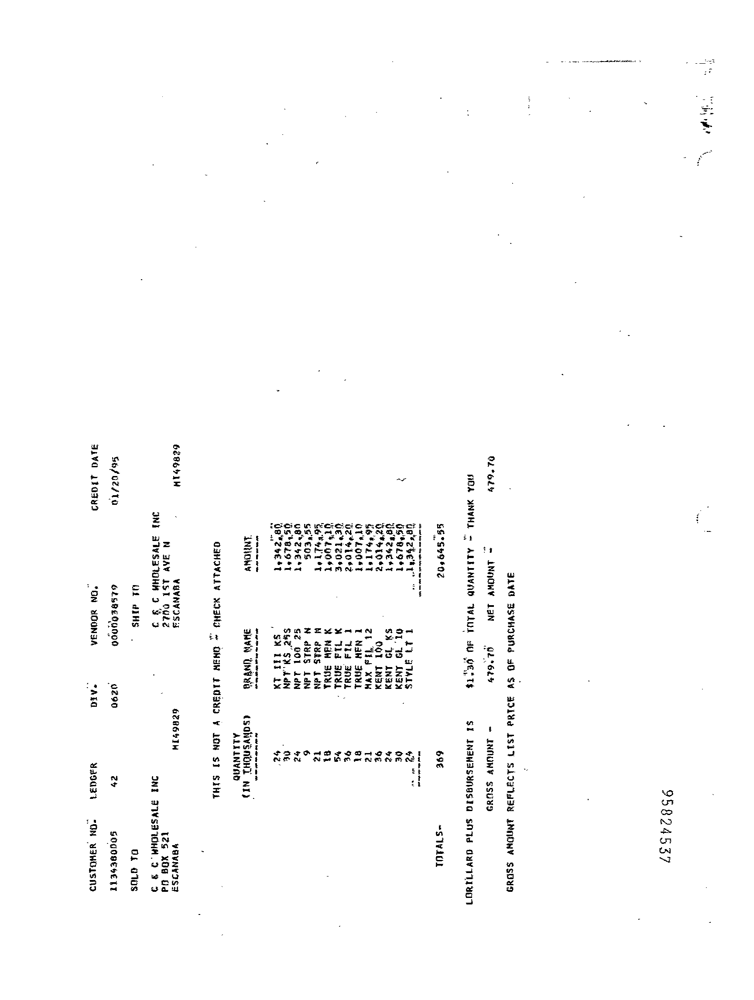 CUSTOMER NO. LEDGER DIV. VENDOR NO. CREDIT DATE
1134380005 42 0620 0000038579 01/20/95
SOLD TO SHIP TO
C & C WHOLESALE INC C & C WHOLESALE INC
PO BOX 521 2700 1ST AVE N
ESCANABA MI49829 ESCANABA MI49829
THIS IS NOT A CREDIT MEMO - CHECK ATTACHED
QUANTITY
(IN THOUSANDS) BRAND NAME AMOUNT
24 KT III KS 1,342.80
30 NPT KS 25S 1,678.50
24 NPT 100 25 1,342.80
9 NPT STRP N 503.55
21 NPT STRP M 1,174.95
18 TRUE MEN K 1,007.10
54 TRUE FIL K 3,021.30
36 TRUE FIL 1 2,014.20
18 TRUE MEN 1 1,007.10
21 MAX FIL 12 1,174.95
36 KENT 100 2,014.20
24 KENT GL KS 1,342.80
30 KENT GL 10 1,678.50
24 STYLE LT 1 1,342.80
TOTALS- 369 20,645.55
LORILLARD PLUS DISBURSEMENT IS $1.30 OF TOTAL QUANTITY - THANK YOU
GROSS AMOUNT - 479.70 NET AMOUNT - 479.70
GROSS AMOUNT REFLECTS LIST PRICE AS OF PURCHASE DATE
95824537